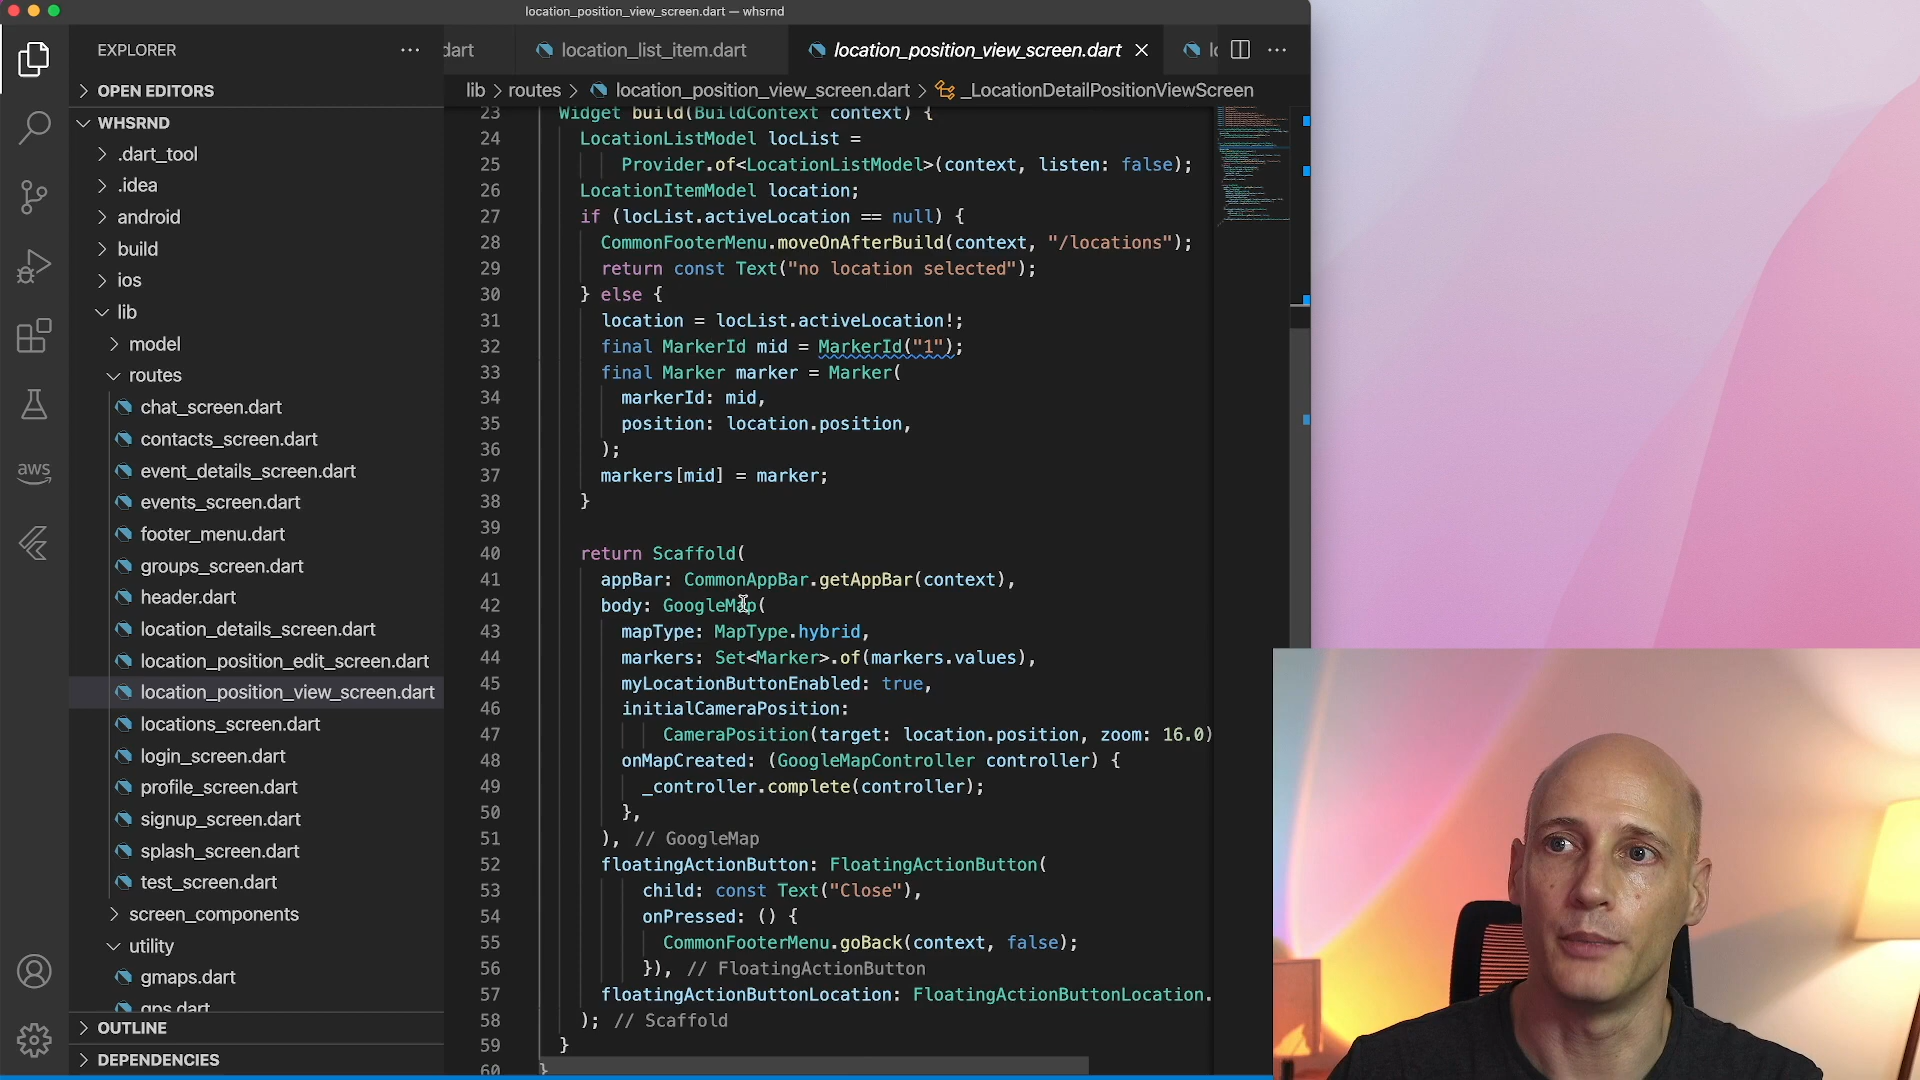 location_position_view_screen.dart — whsrnd
EXPLORER
OPEN EDITORS
WHSRND
.dart_tool
.idea
android
build
ios
lib
model
routes
chat_screen.dart
contacts_screen.dart
event_details_screen.dart
events_screen.dart
footer_menu.dart
groups_screen.dart
header.dart
location_details_screen.dart
location_position_edit_screen.dart
location_position_view_screen.dart
locations_screen.dart
login_screen.dart
profile_screen.dart
signup_screen.dart
splash_screen.dart
test_screen.dart
screen_components
utility
gmaps.dart
gps.dart
OUTLINE
DEPENDENCIES
aws
dart location_list_item.dart location_position_view_screen.dart
lib > routes > location_position_view_screen.dart > _LocationDetailPositionViewScreen
23 Widget build(BuildContext context) {
24 LocationListModel locList =
25 Provider.of<LocationListModel>(context, listen: false);
26 LocationItemModel location;
27 if (locList.activeLocation == null) {
28 CommonFooterMenu.moveOnAfterBuild(context, "/locations");
29 return const Text("no location selected");
30 } else {
31 location = locList.activeLocation!;
32 final MarkerId mid = MarkerId("1");
33 final Marker marker = Marker(
34 markerId: mid,
35 position: location.position,
36 );
37 markers[mid] = marker;
38 }
39
40 return Scaffold(
41 appBar: CommonAppBar.getAppBar(context),
42 body: GoogleMap(
43 mapType: MapType.hybrid,
44 markers: Set<Marker>.of(markers.values),
45 myLocationButtonEnabled: true,
46 initialCameraPosition:
47 CameraPosition(target: location.position, zoom: 16.0)
48 onMapCreated: (GoogleMapController controller) {
49 _controller.complete(controller);
50 },
51 ), // GoogleMap
52 floatingActionButton: FloatingActionButton(
53 child: const Text("Close"),
54 onPressed: () {
55 CommonFooterMenu.goBack(context, false);
56 }), // FloatingActionButton
57 floatingActionButtonLocation: FloatingActionButtonLocation.
58 ); // Scaffold
59 }
60 }